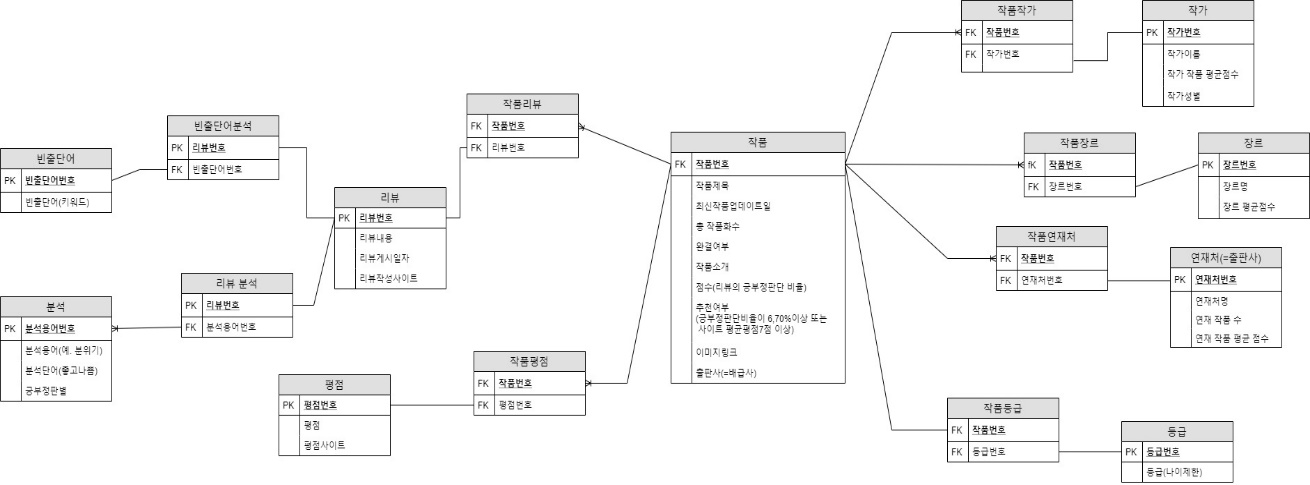 작품작가
FK 작품번호
FK 작가번호
작가
PK 작가번호
작가이름
작가 작품 평균점수
작가성별
작품리뷰
FK 작품번호
FK 리뷰번호
빈출단어분석
PK 리뷰번호
FK 빈출단어번호
빈출단어
PK 빈출단어번호
빈출단어(키워드)
작품
FK 작품번호
작품제목
최신작품업데이트일
총 작품화수
완결여부
작품소개
점수(리뷰의 긍부정판단 비율)
추천여부
(긍부정판단비율이 6,70%이상 또는
사이트 평균평점7점 이상)
이미지링크
출판사(=배급사)
작품장르
fK 작품번호
FK 장르번호
장르
PK 장르번호
장르명
장르 평균점수
리뷰
PK 리뷰번호
리뷰내용
리뷰게시일자
리뷰작성사이트
작품연재처
FK 작품번호
FK 연재처번호
연재처(=출판사)
PK 연재처번호
연재처명
연재 작품 수
연재 작품 평균 점수
리뷰 분석
PK 리뷰번호
FK 분석용어번호
분석
PK 분석용어번호
분석용어(예. 분위기)
분석단어(좋고나쁨)
긍부정판별
작품평점
FK 작품번호
FK 평점번호
평점
PK 평점번호
평점
평점사이트
작품등급
FK 작품번호
FK 등급번호
등급
PK 등급번호
등급(나이제한)